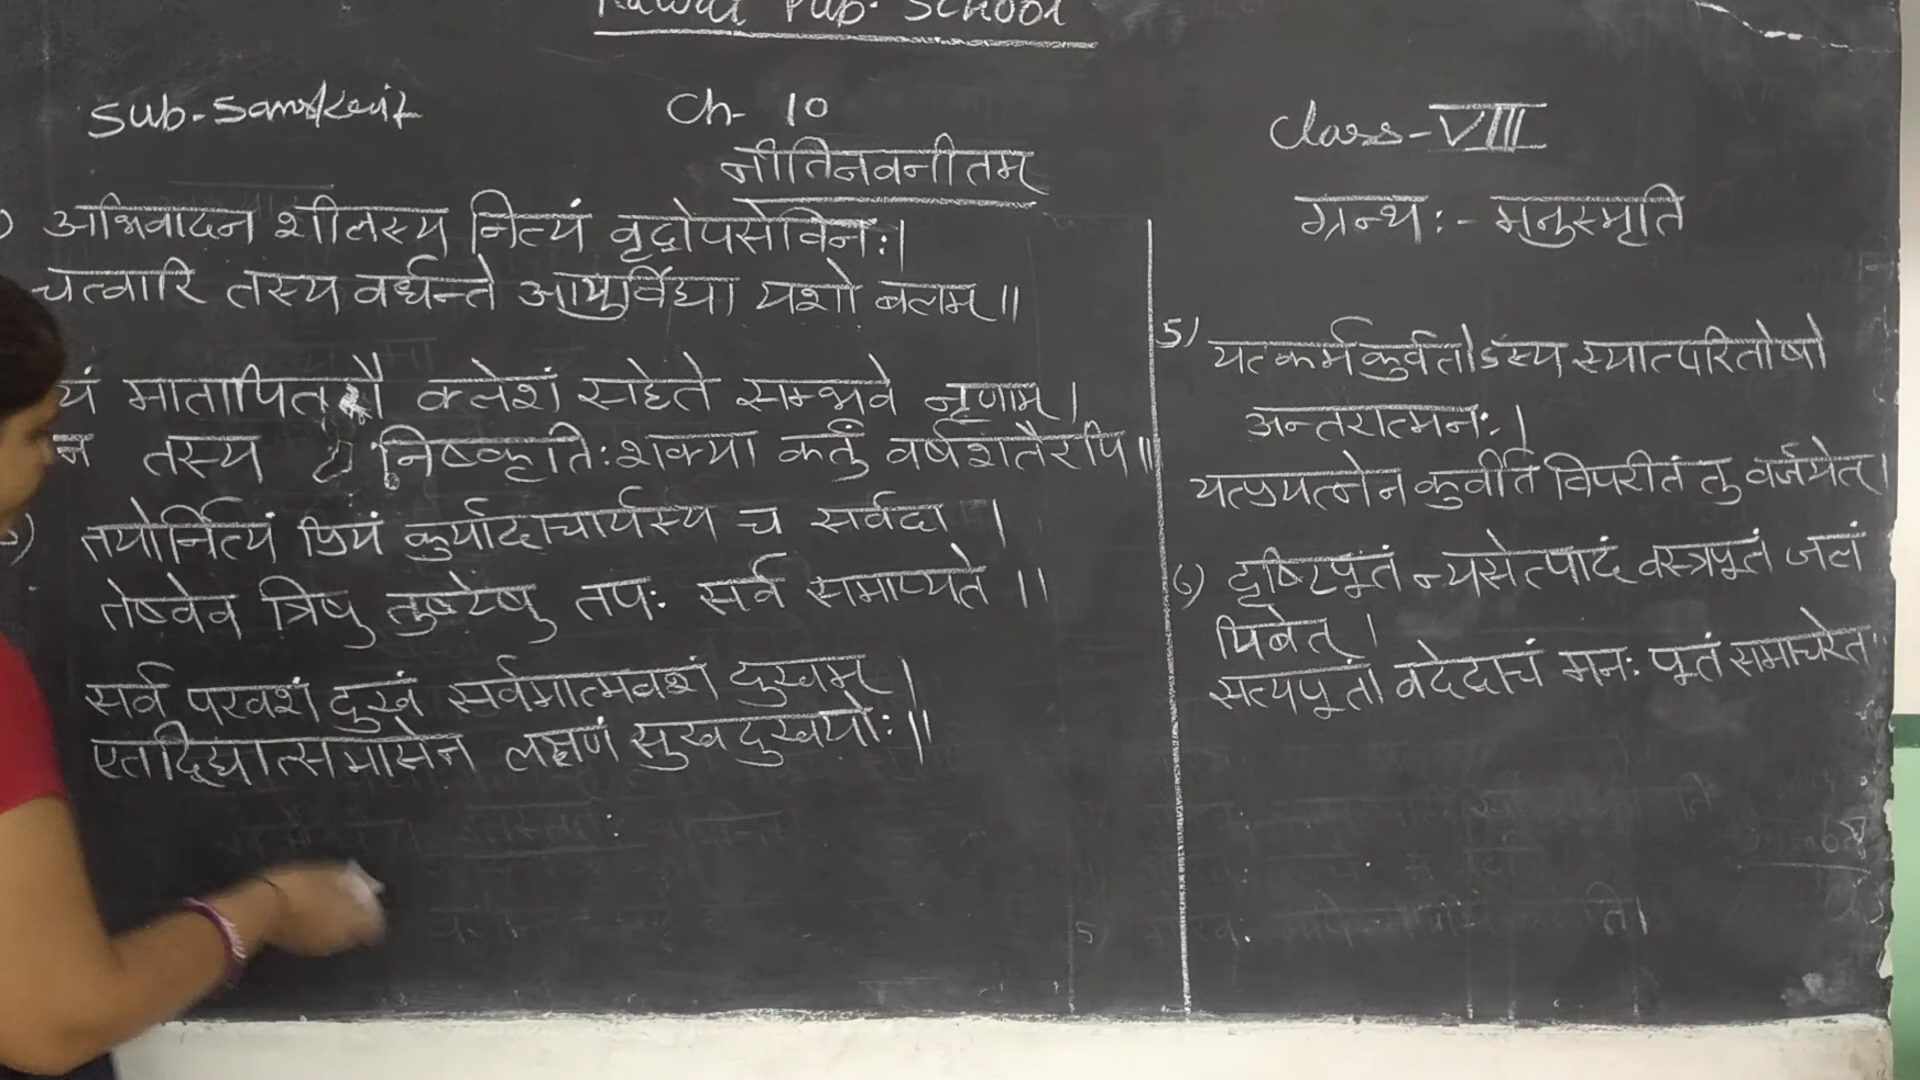 Pub. School
Sub-Sanskrit
Ch- 10
Class-VIII
नीतिनवनीतम्
अभिवादन शीलस्य नित्यं वृद्धोपसेविनः।
चत्वारि तस्य वर्धन्ते आयुर्विद्या यशो बलम्॥
यं मातापितरौ क्लेशं सहेते सम्भवे नृणाम्।
न तस्य निष्कृतिः शक्या कर्तुं वर्षशतैरपि॥
तयोर्नित्यं प्रियं कुर्यादाचार्यस्य च सर्वदा ।
तेष्वेव त्रिषु तुष्टेषु तपः सर्व समाप्यते ।।
सर्व परवशं दुखं सर्वमात्मवशं दुखम् ।
एतद्विद्यात्समासेन लक्षणं सुखदुखयोः॥
ग्रन्थः- मनुस्मृति
5) यत्कर्मकुर्वतोऽस्य स्यात्परितोषो
अन्तरात्मनः।
यत्प्रयत्नेन कुर्वीत विपरीतं तु वर्जयेत्।
6) दृष्टिपूतं न्यसेत्पादं वस्त्रपूतं जलं
पिबेत् ।
सत्यपूतां वदेद्वाचं मनः पूतं समाचरेत्